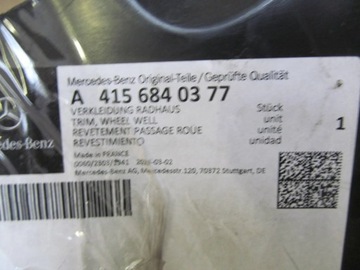 Mercedes-Benz Original-Teile / Geprüfte Qualität
A 415 684 03 77
VERKLEIDUNG RADHAUS Stück
TRIM, WHEEL WELL unit
REVETEMENT PASSAGE ROUE unité
REVESTIMIENTO unidad
1
Made in FRANCE
Mercedes-Benz AG, Mercedesstr.120, 70372 Stuttgart, DE
edes-Benz